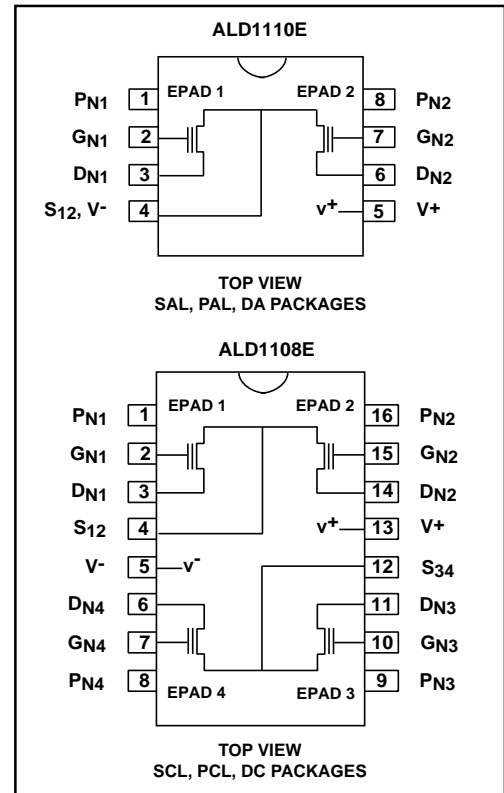 ALD1110E
PN1 1 EPAD 1 EPAD 2 8 PN2
GN1 2 7 GN2
DN1 3 6 DN2
S12, V- 4 v+ 5 V+
TOP VIEW
SAL, PAL, DA PACKAGES
ALD1108E
PN1 1 EPAD 1 EPAD 2 16 PN2
GN1 2 15 GN2
DN1 3 14 DN2
S12 4 v+ 13 V+
V- 5 v- 12 S34
DN4 6 11 DN3
GN4 7 10 GN3
PN4 8 EPAD 4 EPAD 3 9 PN3
TOP VIEW
SCL, PCL, DC PACKAGES